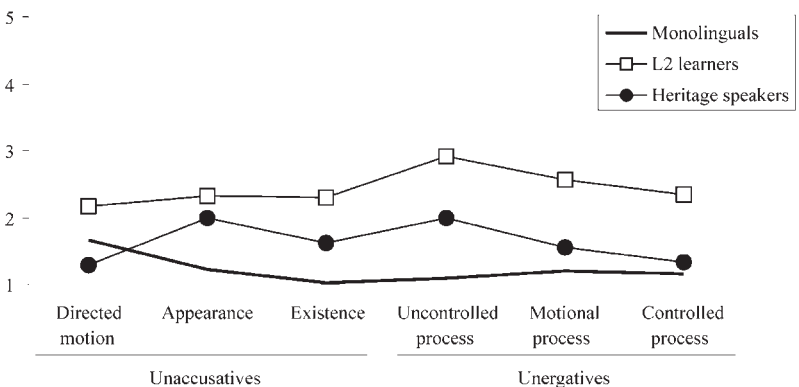 5
4
3
2
1
Monolinguals
L2 learners
Heritage speakers
Directed motion
Appearance
Existence
Uncontrolled process
Motional process
Controlled process
Unaccusatives
Unergatives